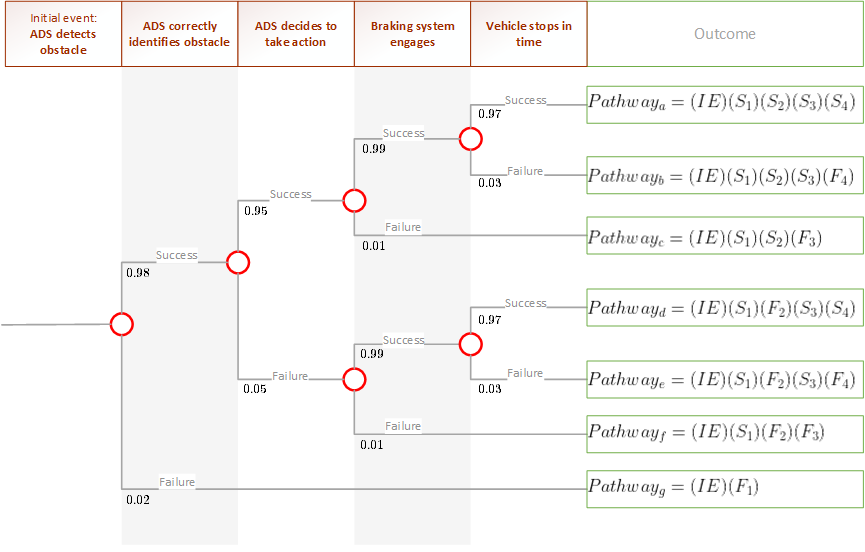 Initial event:
ADS detects
obstacle
ADS correctly
identifies obstacle
ADS decides to
take action
Braking system
engages
Vehicle stops in
time
Outcome
Success
0.97
Pathway_a = (IE)(S_1)(S_2)(S_3)(S_4)
Success
0.99
Failure
0.03
Pathway_b = (IE)(S_1)(S_2)(S_3)(F_4)
Success
0.95
Failure
0.01
Pathway_c = (IE)(S_1)(S_2)(F_3)
Success
0.98
Success
0.97
Pathway_d = (IE)(S_1)(F_2)(S_3)(S_4)
Success
0.99
Failure
0.05
Failure
0.03
Pathway_e = (IE)(S_1)(F_2)(S_3)(F_4)
Failure
0.01
Pathway_f = (IE)(S_1)(F_2)(F_3)
Failure
0.02
Pathway_g = (IE)(F_1)